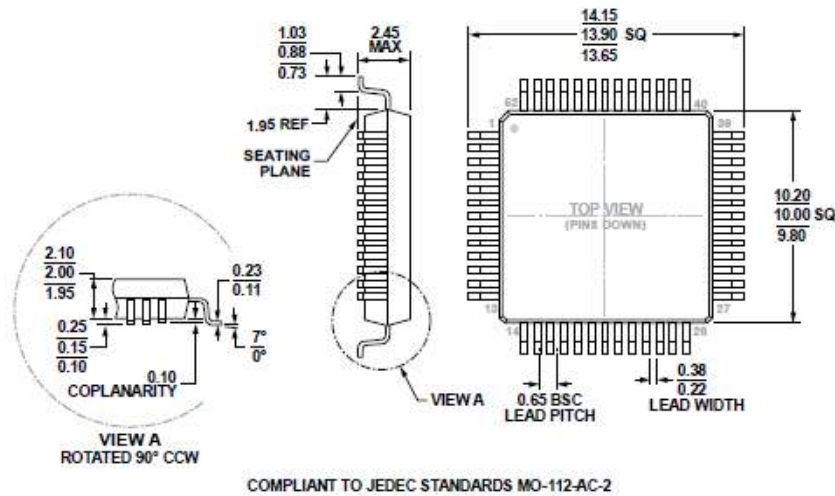 1.03
0.88
0.73
2.45
MAX
14.15
13.90 SQ
13.65
1.95 REF
SEATING
PLANE
62
40
1
39
TOP VIEW
(PINS DOWN)
10.20
10.00 SQ
9.80
13
27
14
26
2.10
2.00
1.95
0.23
0.11
0.25
0.15
0.10
7°
0°
0.10
COPLANARITY
VIEW A
ROTATED 90° CCW
VIEW A
0.65 BSC
LEAD PITCH
0.38
0.22
LEAD WIDTH
COMPLIANT TO JEDEC STANDARDS MO-112-AC-2